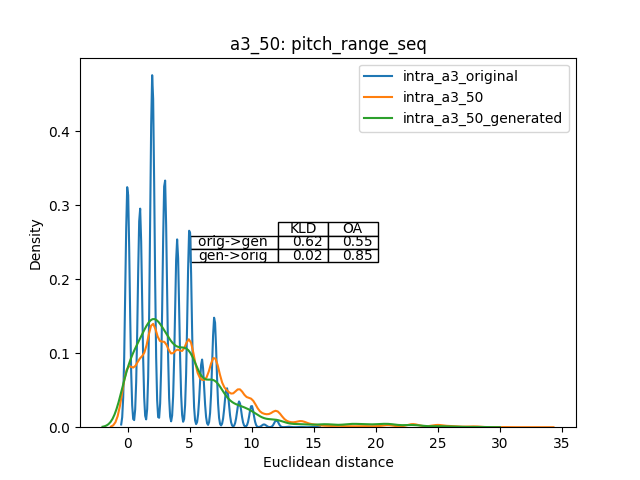 a3_50: pitch_range_seq
intra_a3_original
intra_a3_50
intra_a3_50_generated
KLD OA
orig->gen 0.62 0.55
gen->orig 0.02 0.85
Density
0.4
0.3
0.2
0.1
0.0
0 5 10 15 20 25 30 35
Euclidean distance